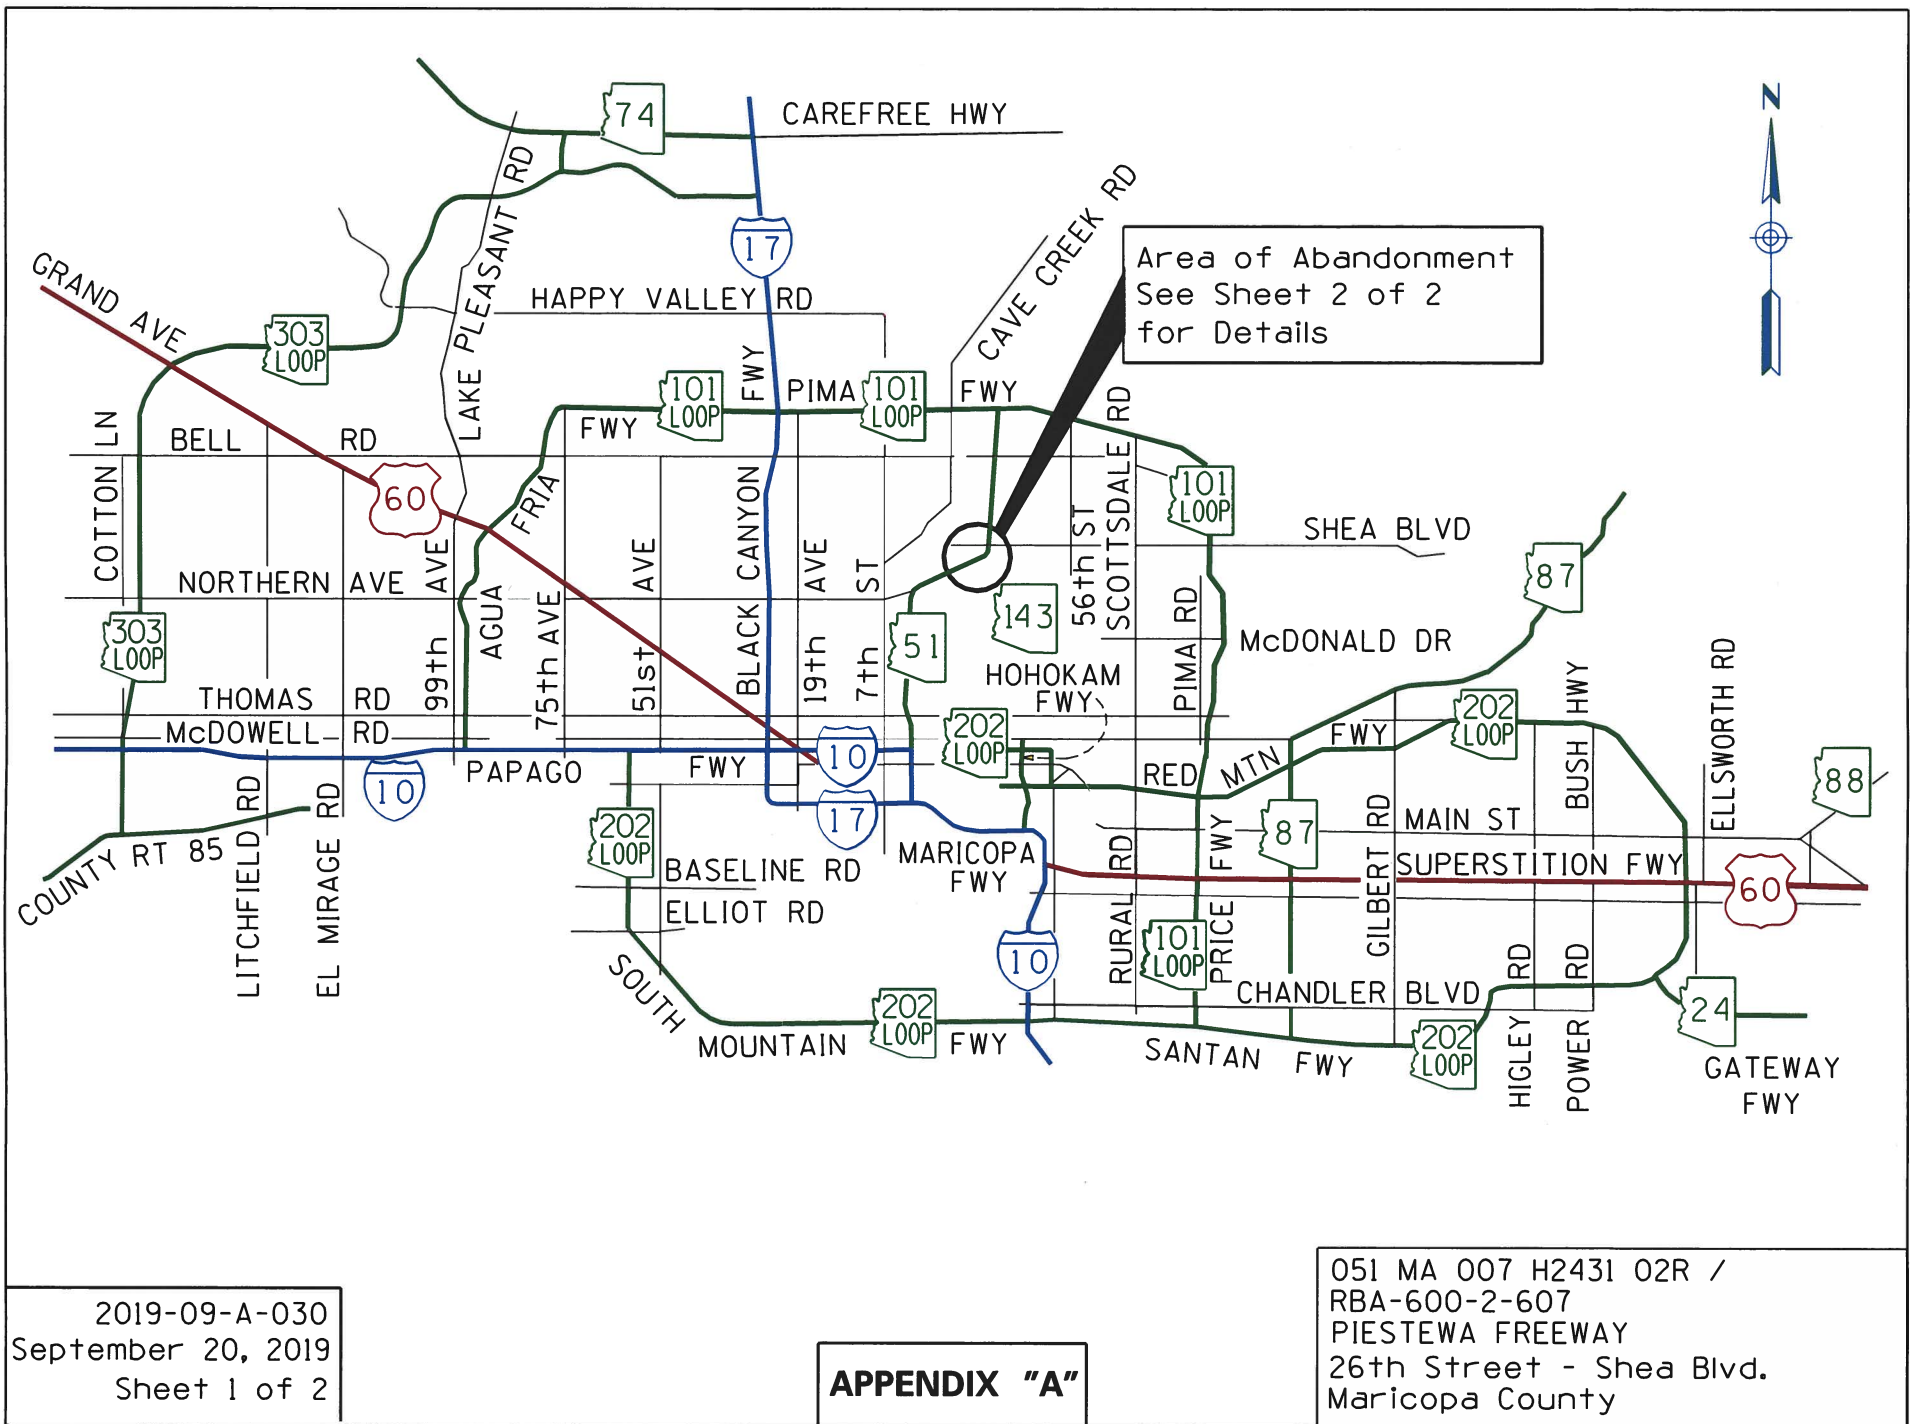 74
CAREFREE HWY
N
LAKE PLEASANT RD
17
CAVE CREEK RD
Area of Abandonment
See Sheet 2 of 2
for Details
GRAND AVE
HAPPY VALLEY RD
303
LOOP
101
LOOP
FWY
PIMA
101
LOOP
FWY
FWY
COTTON LN
BELL RD
60
AGUA FRIA
BLACK CANYON
SCOTTSDALE RD
101
LOOP
56th ST
SHEA BLVD
87
NORTHERN AVE
99th AVE
75th AVE
51st AVE
19th AVE
7th ST
303
LOOP
51
143
HOHOKAM
FWY
PIMA RD
McDONALD DR
THOMAS RD
McDOWELL RD
202
LOOP
202
LOOP
BUSH HWY
ELLSWORTH RD
PAPAGO
FWY
10
10
17
RED MTN FWY
88
LITCHFIELD RD
EL MIRAGE RD
COUNTY RT 85
202
LOOP
BASELINE RD
ELLIOT RD
MARICOPA
FWY
87
GILBERT RD
MAIN ST
SUPERSTITION FWY
60
RURAL RD
PRICE FWY
101
LOOP
10
SOUTH
MOUNTAIN
202
LOOP
FWY
CHANDLER BLVD
SANTAN FWY
202
LOOP
HIGLEY RD
POWER RD
24
GATEWAY
FWY
2019-09-A-030
September 20, 2019
Sheet 1 of 2
APPENDIX "A"
051 MA 007 H2431 02R /
RBA-600-2-607
PIESTEWA FREEWAY
26th Street - Shea Blvd.
Maricopa County